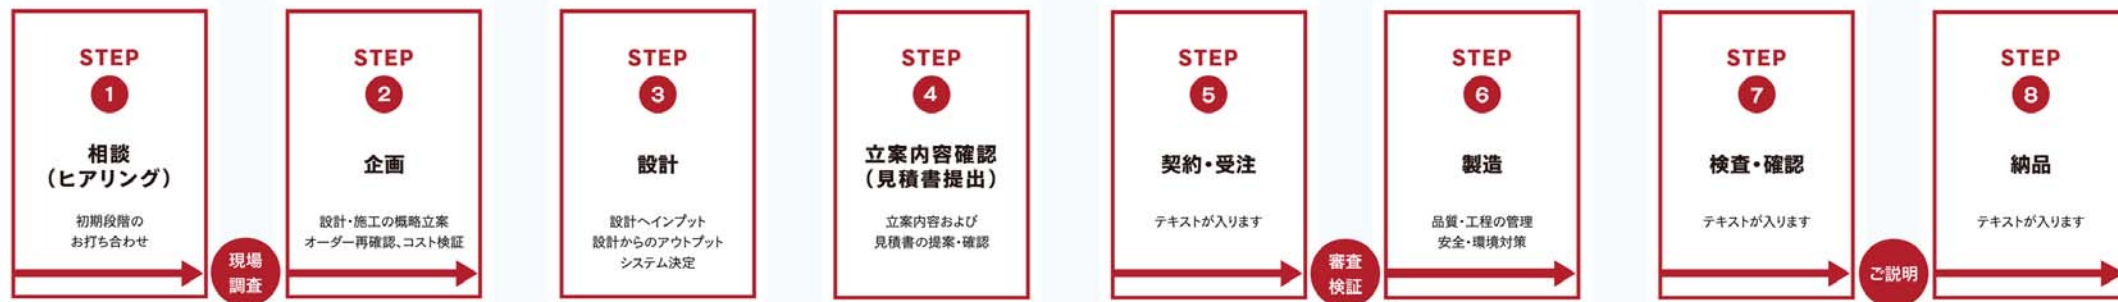 STEP
1
相談
（ヒアリング）
初期段階の
お打ち合わせ
現場
調査
STEP
2
企画
設計・施工の概略立案
オーダー再確認、コスト検証
STEP
3
設計
設計へインプット
設計からのアウトプット
システム決定
STEP
4
立案内容確認
（見積書提出）
立案内容および
見積書の提案・確認
STEP
5
契約・受注
テキストが入ります
審査
検証
STEP
6
製造
品質・工程の管理
安全・環境対策
STEP
7
検査・確認
テキストが入ります
ご説明
STEP
8
納品
テキストが入ります